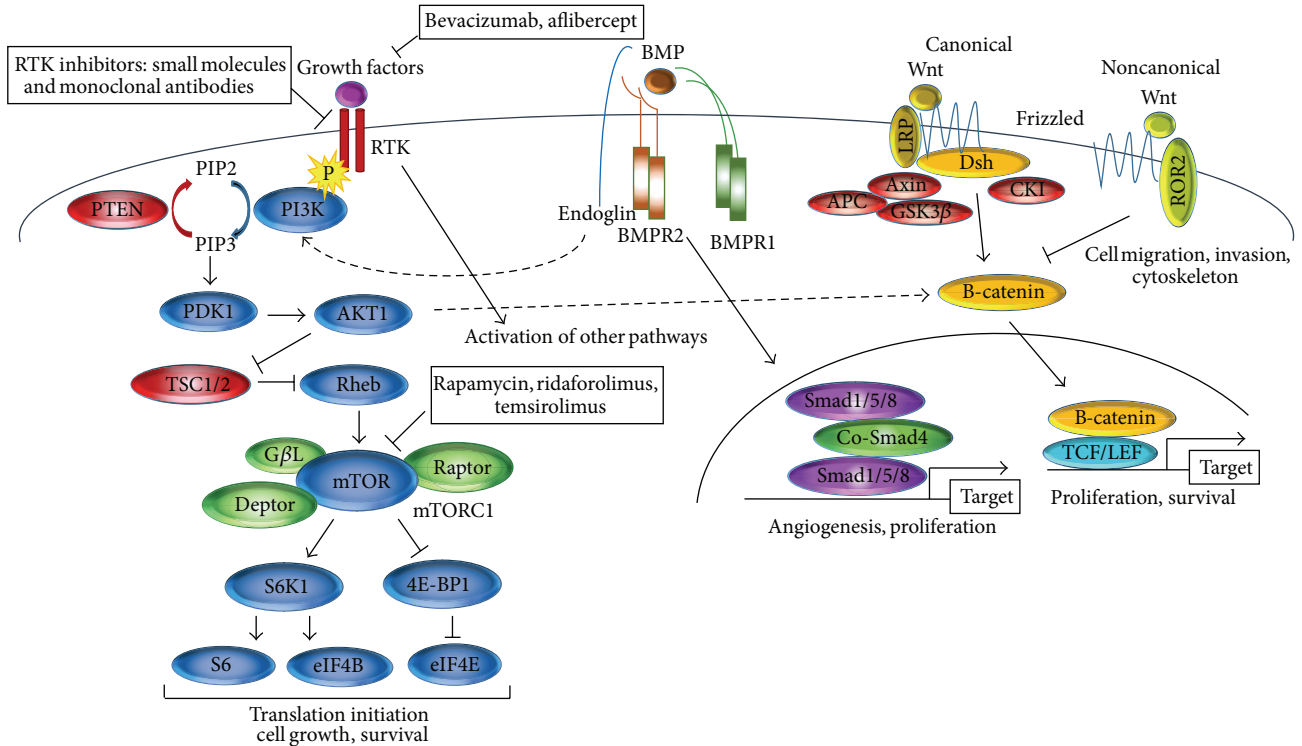 Bevacizumab, aflibercept
RTK inhibitors: small molecules
and monoclonal antibodies
Growth factors
RTK
P
PIP2
PTEN
PI3K
PIP3
PDK1
AKT1
TSC1/2
Rheb
Activation of other pathways
Rapamycin, ridaforolimus,
temsirolimus
GβL
mTOR
Raptor
Deptor
mTORC1
S6K1
4E-BP1
S6
eIF4B
eIF4E
Translation initiation
cell growth, survival
BMP
Endoglin
BMPR2
BMPR1
Canonical
Wnt
LRP
Frizzled
Dsh
Axin
APC
GSK3β
CKI
Noncanonical
Wnt
ROR2
Cell migration, invasion,
cytoskeleton
B-catenin
Smad1/5/8
Co-Smad4
Smad1/5/8
Target
Angiogenesis, proliferation
B-catenin
TCF/LEF
Target
Proliferation, survival